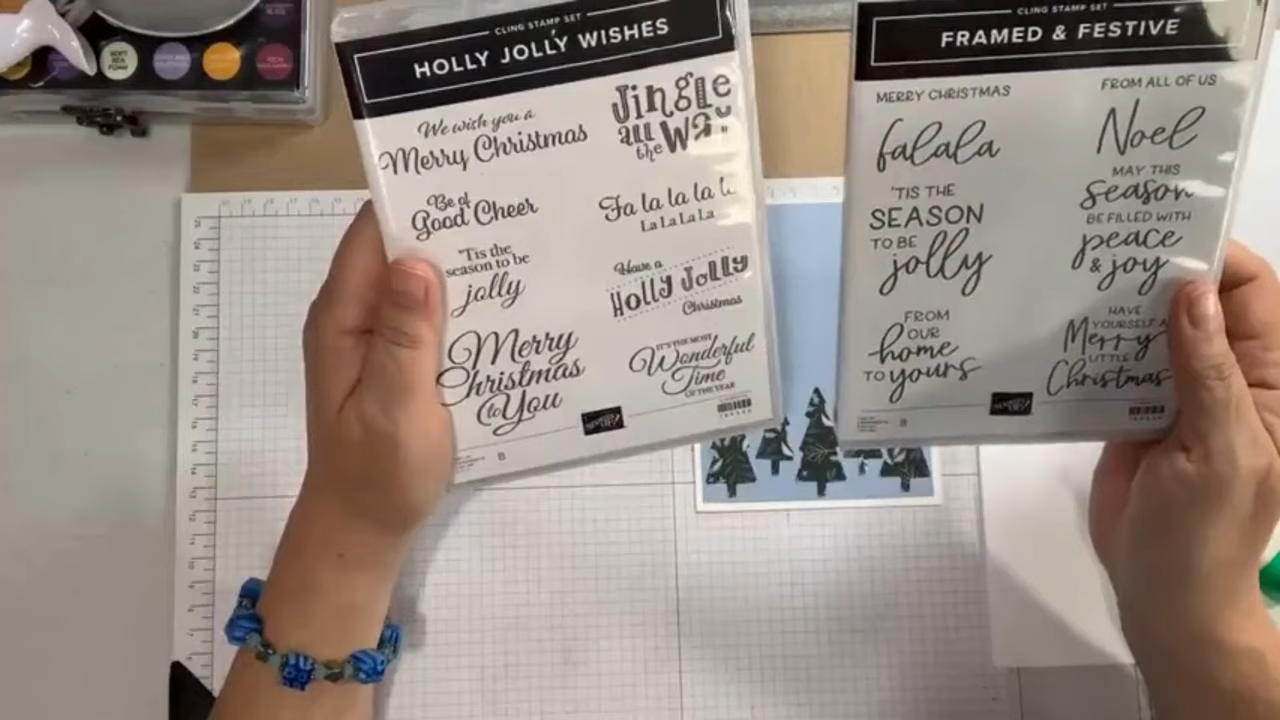 CLING STAMP SET
HOLLY JOLLY WISHES
We wish you a
Merry Christmas
Jingle
all
the Way
Be of
Good Cheer
Fa la la la la
La La La La
'Tis the
season to be
jolly
Have a
Holly Jolly
Christmas
Merry
Christmas
to You
IT'S THE MOST
Wonderful
Time
OF THE YEAR
B
CLING STAMP SET
FRAMED & FESTIVE
MERRY CHRISTMAS
FROM ALL OF US
falala
Noel
'TIS THE
SEASON
TO BE
jolly
MAY THIS
season
BE FILLED WITH
peace
& joy
FROM
OUR
home
TO yours
HAVE
YOURSELF A
Merry
LITTLE
Christmas
B